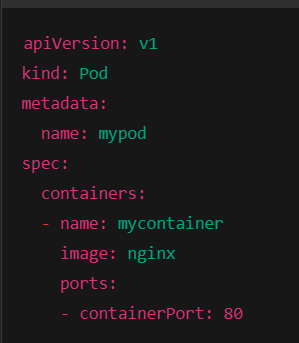 apiVersion: v1
kind: Pod
metadata:
  name: mypod
spec:
  containers:
  - name: mycontainer
    image: nginx
    ports:
    - containerPort: 80